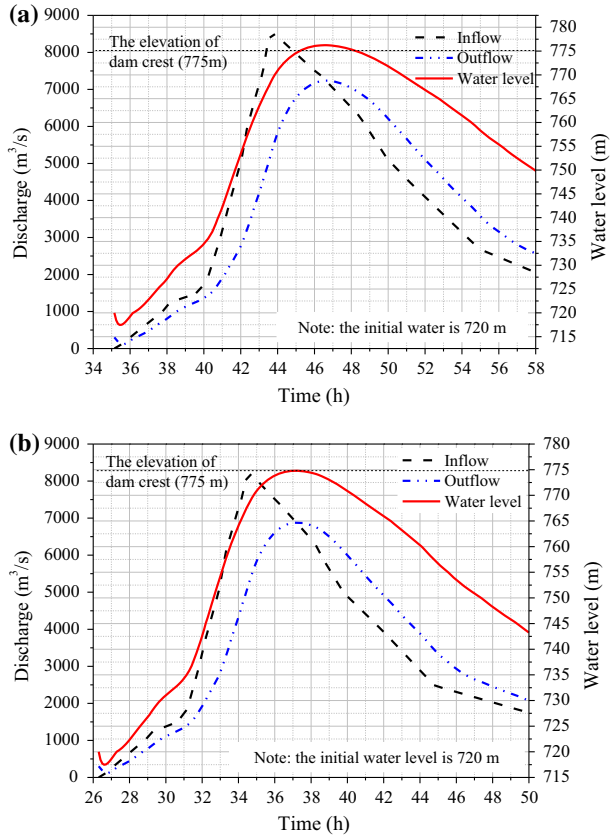 (a)
9000
8000
7000
6000
5000
4000
3000
2000
1000
0
Discharge (m³/s)
The elevation of
dam crest (775m)
Inflow
Outflow
Water level
Note: the initial water is 720 m
780
775
770
765
760
755
750
745
740
735
730
725
720
715
Water level (m)
34 36 38 40 42 44 46 48 50 52 54 56 58
Time (h)
(b)
9000
8000
7000
6000
5000
4000
3000
2000
1000
0
Discharge (m³/s)
The elevation of
dam crest (775 m)
Inflow
Outflow
Water level
Note: the initial water level is 720 m
780
775
770
765
760
755
750
745
740
735
730
725
720
715
Water level (m)
26 28 30 32 34 36 38 40 42 44 46 48 50
Time (h)